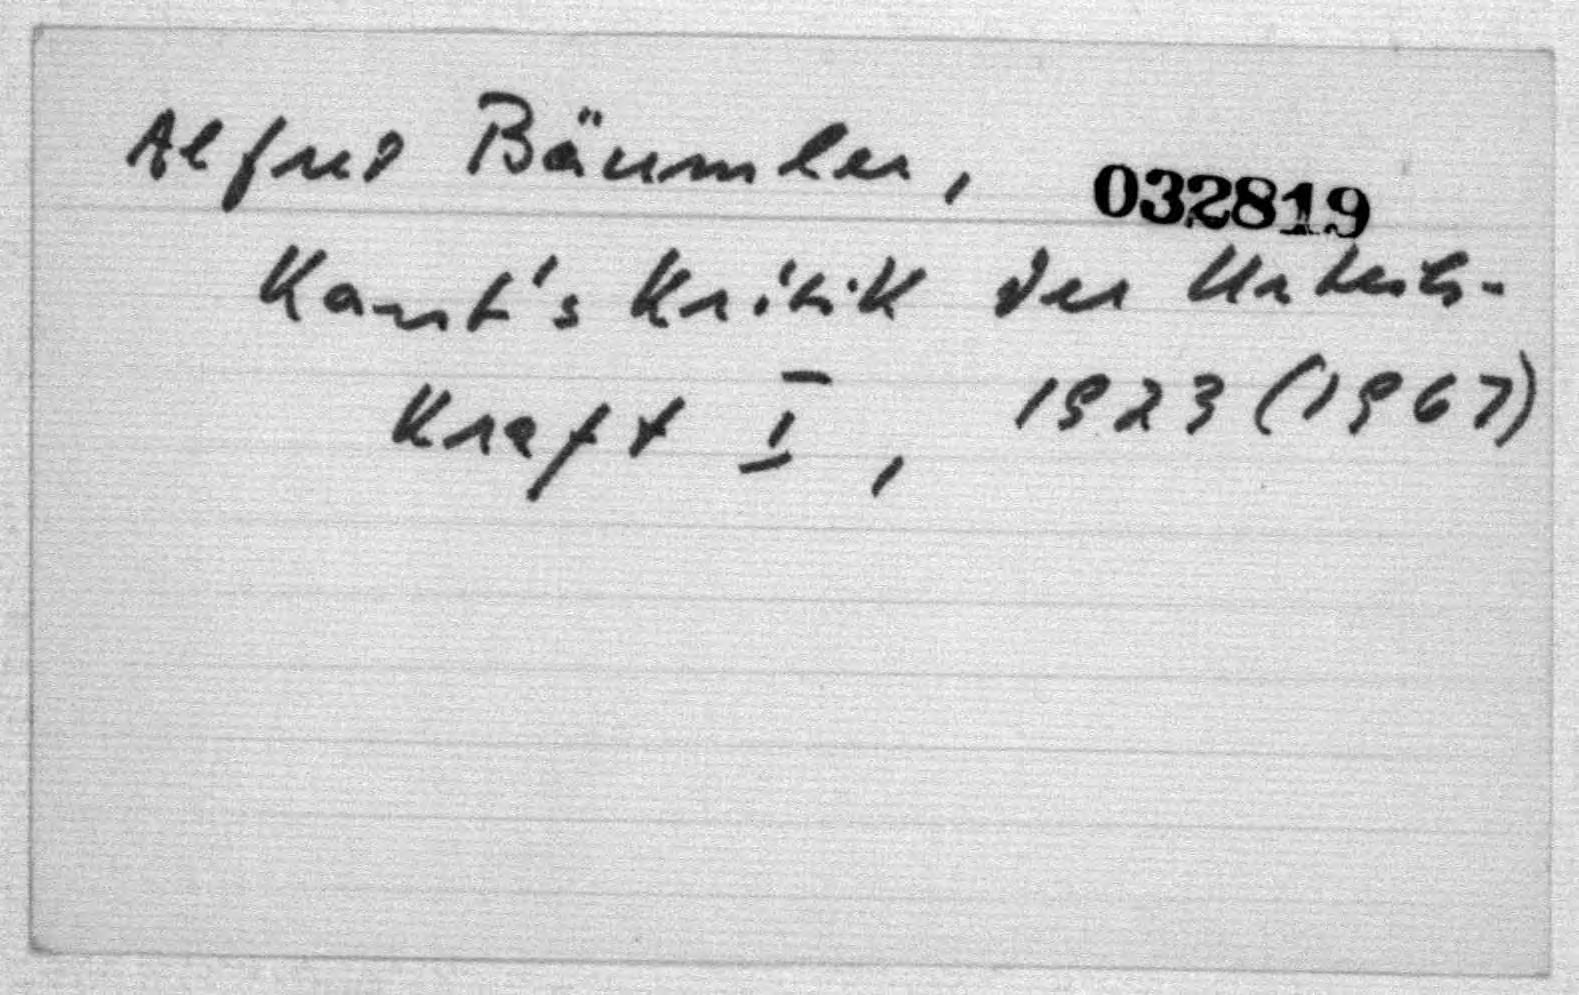 Alfred Bäumler,
032819
Kant's Kritik der Urteils-
Kraft I, 1923 (1967)